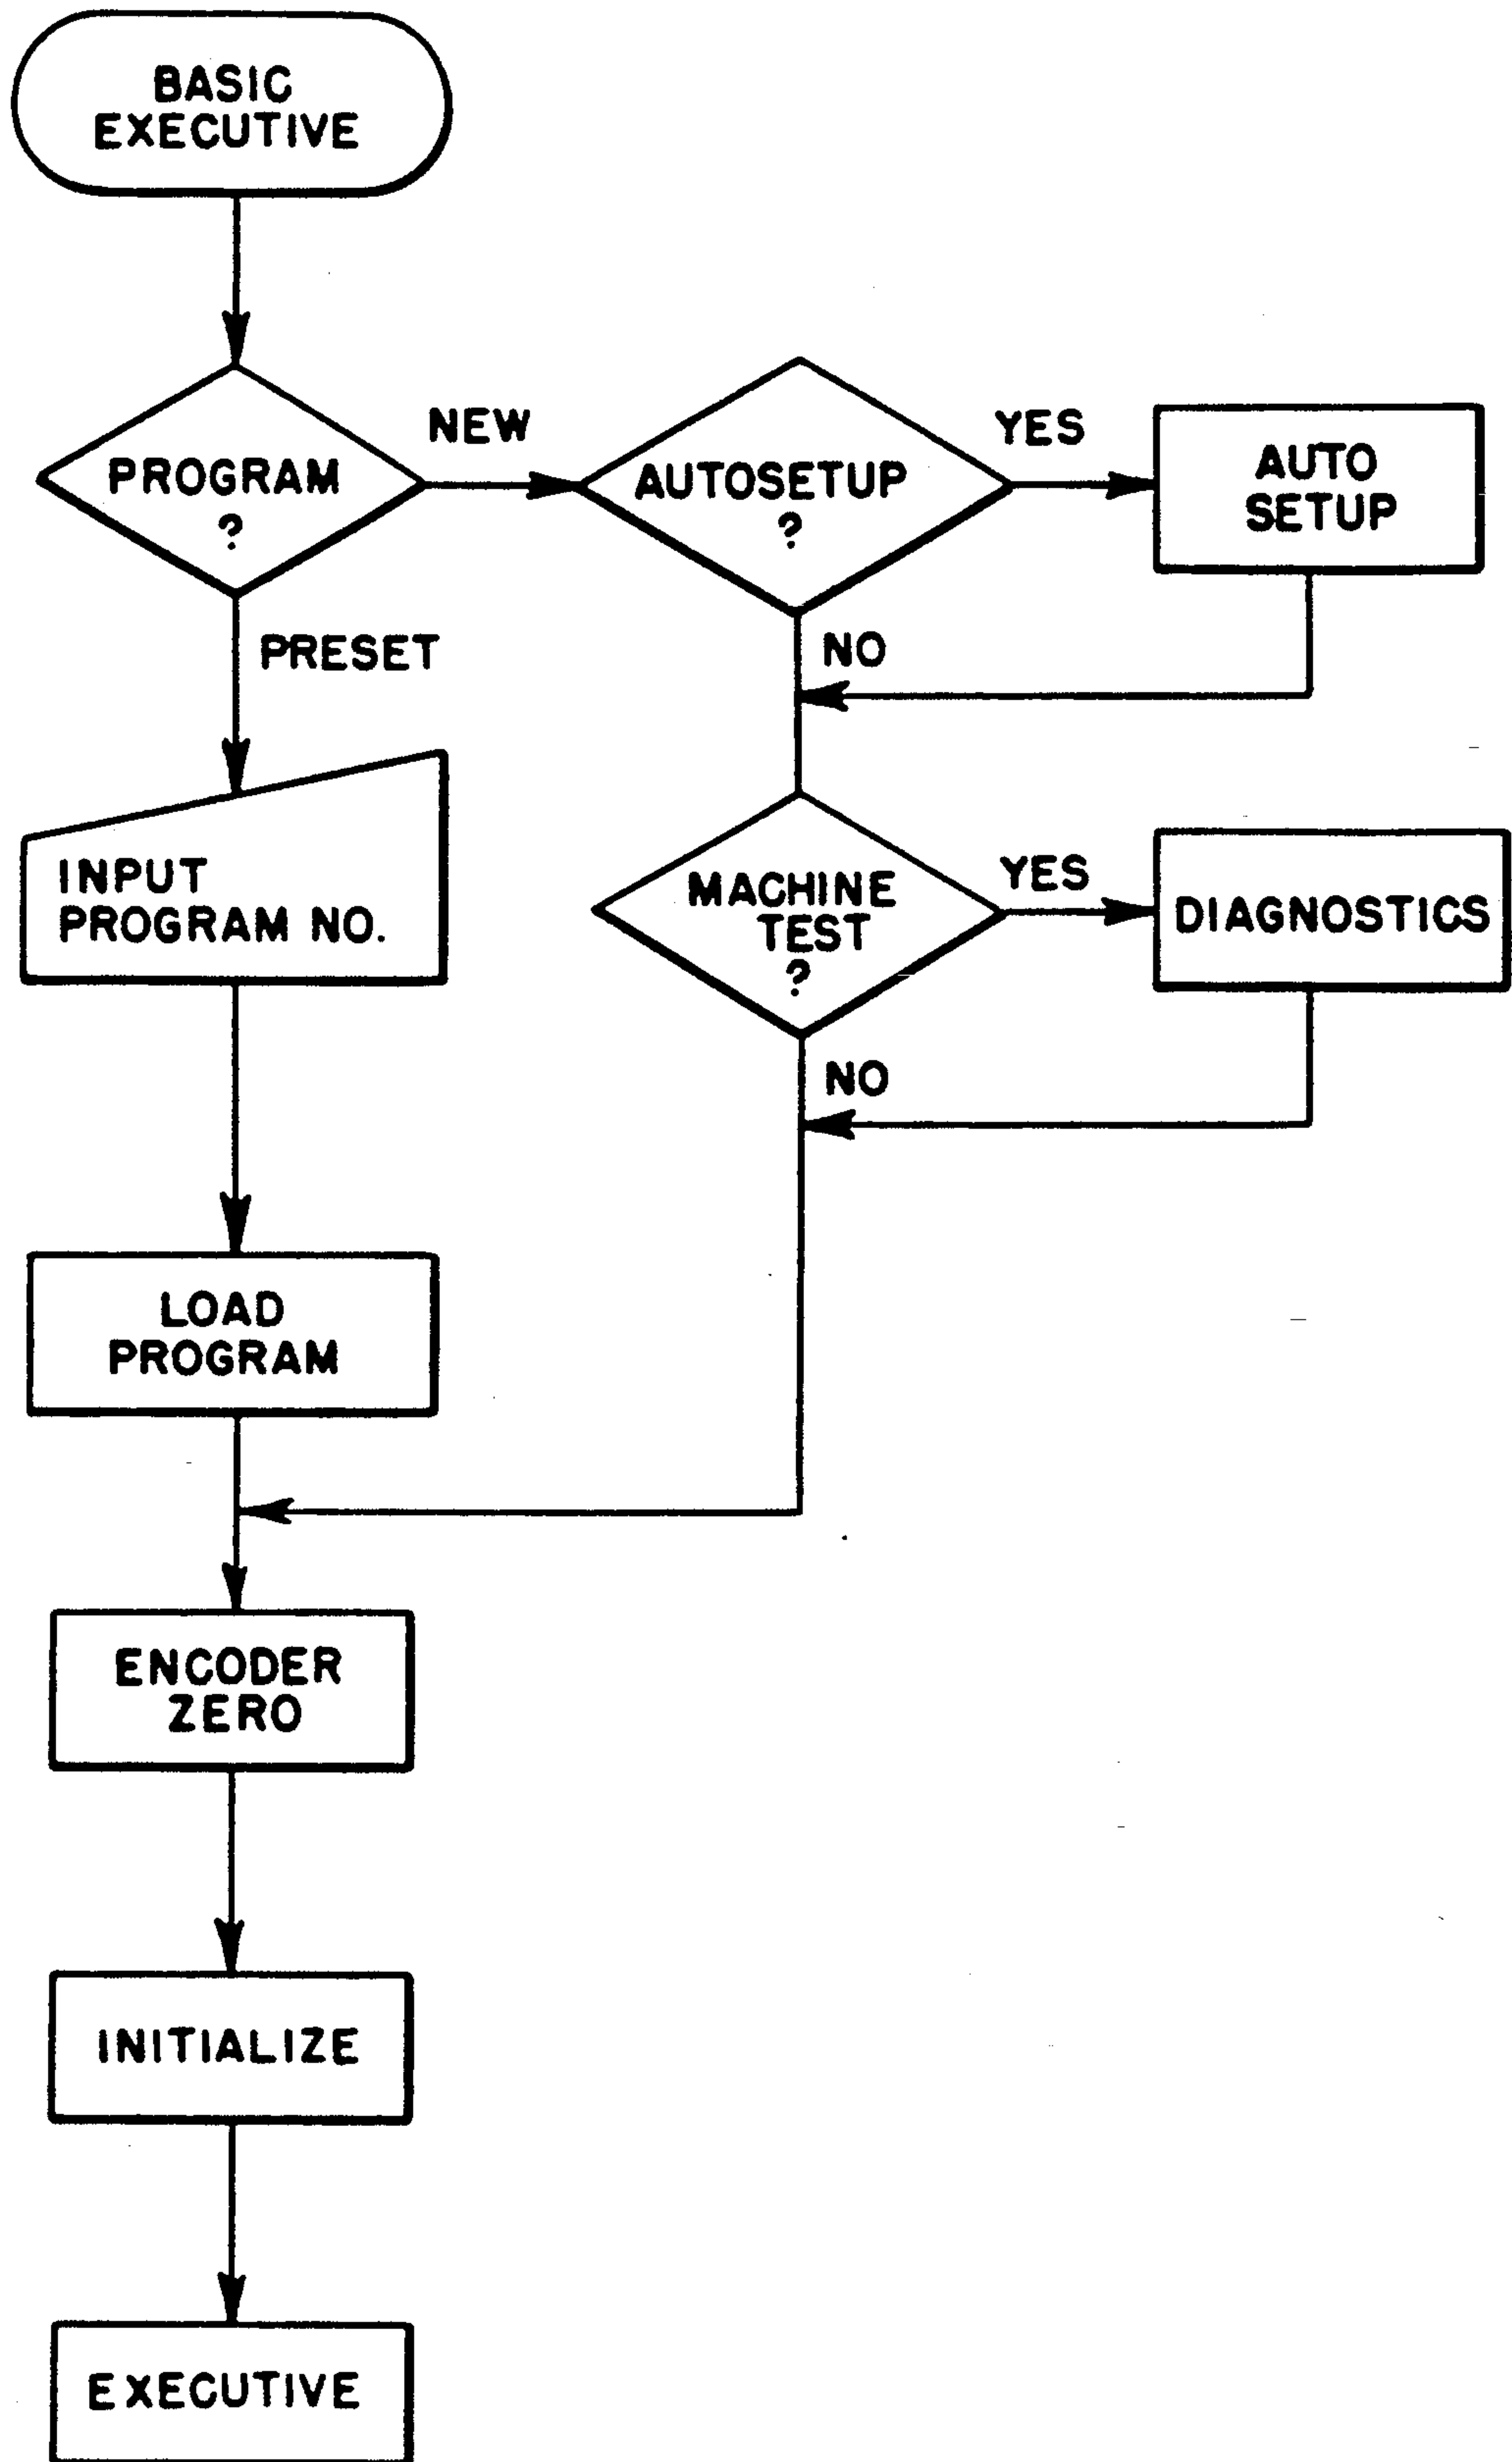 BASIC
EXECUTIVE
PROGRAM
?
NEW
AUTOSETUP
?
YES
AUTO
SETUP
PRESET
NO
INPUT
PROGRAM NO.
MACHINE
TEST
?
YES
DIAGNOSTICS
NO
LOAD
PROGRAM
ENCODER
ZERO
INITIALIZE
EXECUTIVE